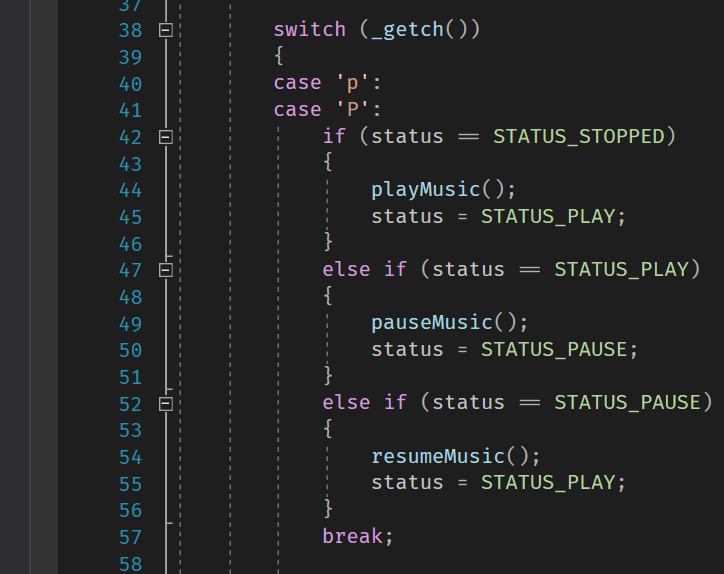 37
38 switch (_getch())
39 {
40 case 'p':
41 case 'P':
42 if (status == STATUS_STOPPED)
43 {
44 playMusic();
45 status = STATUS_PLAY;
46 }
47 else if (status == STATUS_PLAY)
48 {
49 pauseMusic();
50 status = STATUS_PAUSE;
51 }
52 else if (status == STATUS_PAUSE)
53 {
54 resumeMusic();
55 status = STATUS_PLAY;
56 }
57 break;
58